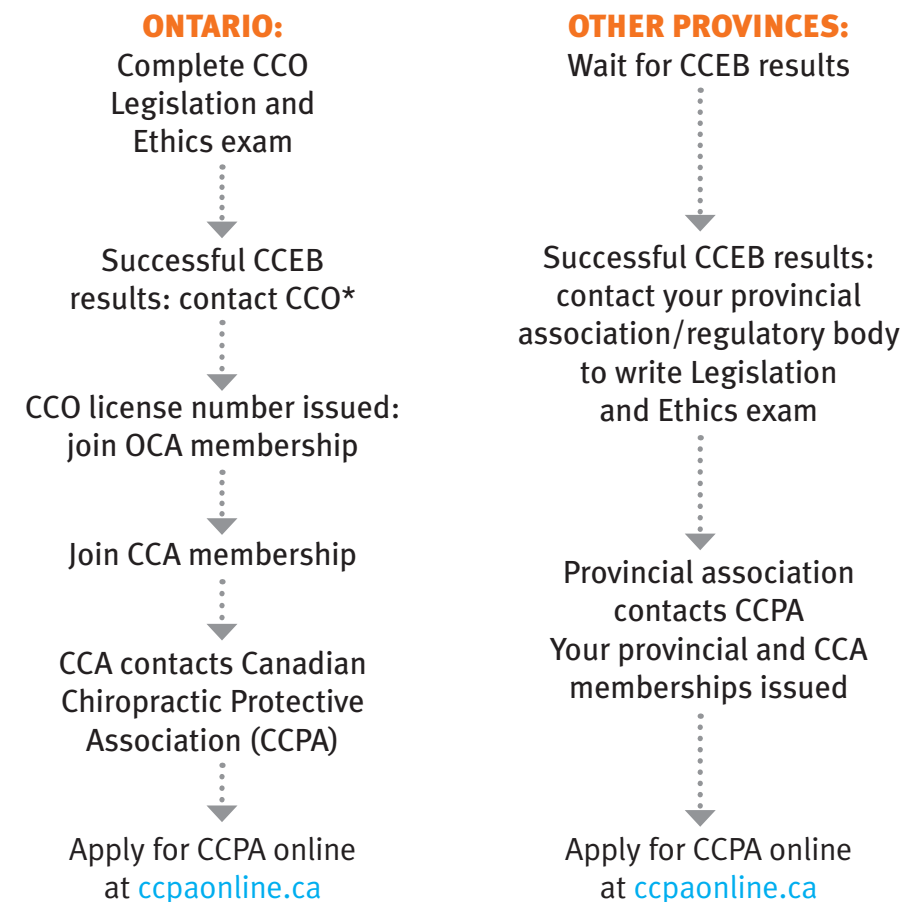 ONTARIO:
Complete CCO
Legislation and
Ethics exam
Successful CCEB
results: contact CCO*
CCO license number issued:
join OCA membership
Join CCA membership
CCA contacts Canadian
Chiropractic Protective
Association (CCPA)
Apply for CCPA online
at ccpaonline.ca
OTHER PROVINCES:
Wait for CCEB results
Successful CCEB results:
contact your provincial
association/regulatory body
to write Legislation
and Ethics exam
Provincial association
contacts CCPA
Your provincial and CCA
memberships issued
Apply for CCPA online
at ccpaonline.ca